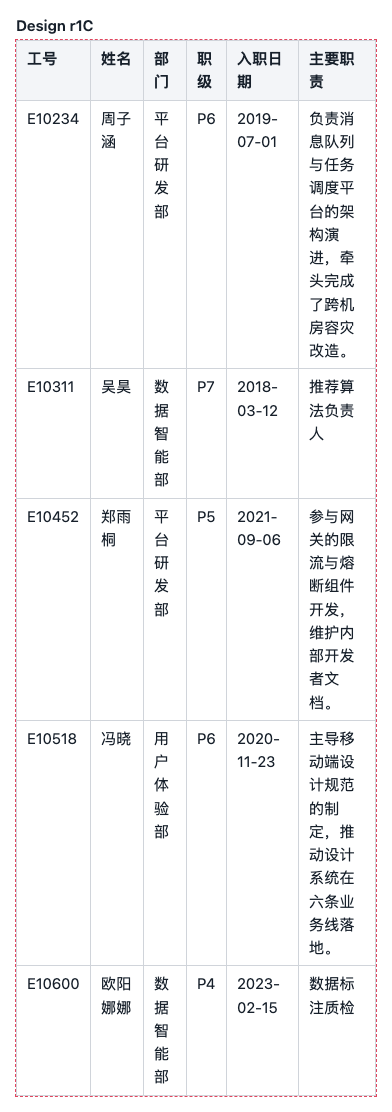 Design r1C
工号 姓名 部门 职级 入职日期 主要职责
E10234 周子涵 平台研发部 P6 2019-07-01 负责消息队列与任务调度平台的架构演进，牵头完成了跨机房容灾改造。
E10311 吴昊 数据智能部 P7 2018-03-12 推荐算法负责人
E10452 郑雨桐 平台研发部 P5 2021-09-06 参与网关的限流与熔断组件开发，维护内部开发者文档。
E10518 冯晓 用户体验部 P6 2020-11-23 主导移动端设计规范的制定，推动设计系统在六条业务线落地。
E10600 欧阳娜娜 数据智能部 P4 2023-02-15 数据标注质检